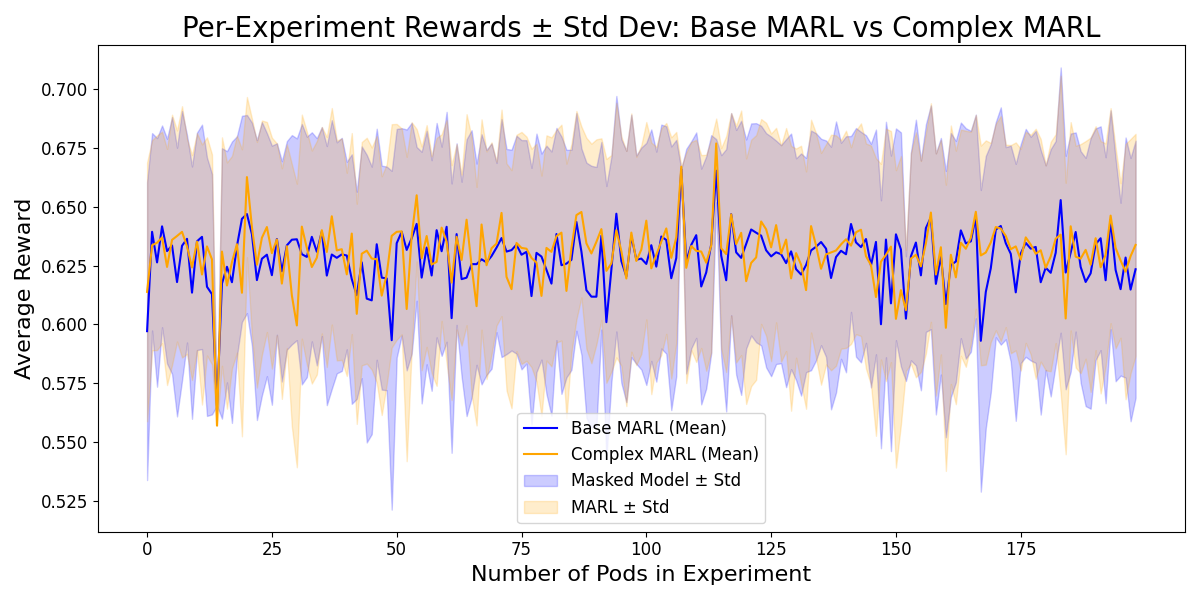 Per-Experiment Rewards ± Std Dev: Base MARL vs Complex MARL
Average Reward
0.700
0.675
0.650
0.625
0.600
0.575
0.550
0.525
Base MARL (Mean)
Complex MARL (Mean)
Masked Model ± Std
MARL ± Std
0 25 50 75 100 125 150 175
Number of Pods in Experiment